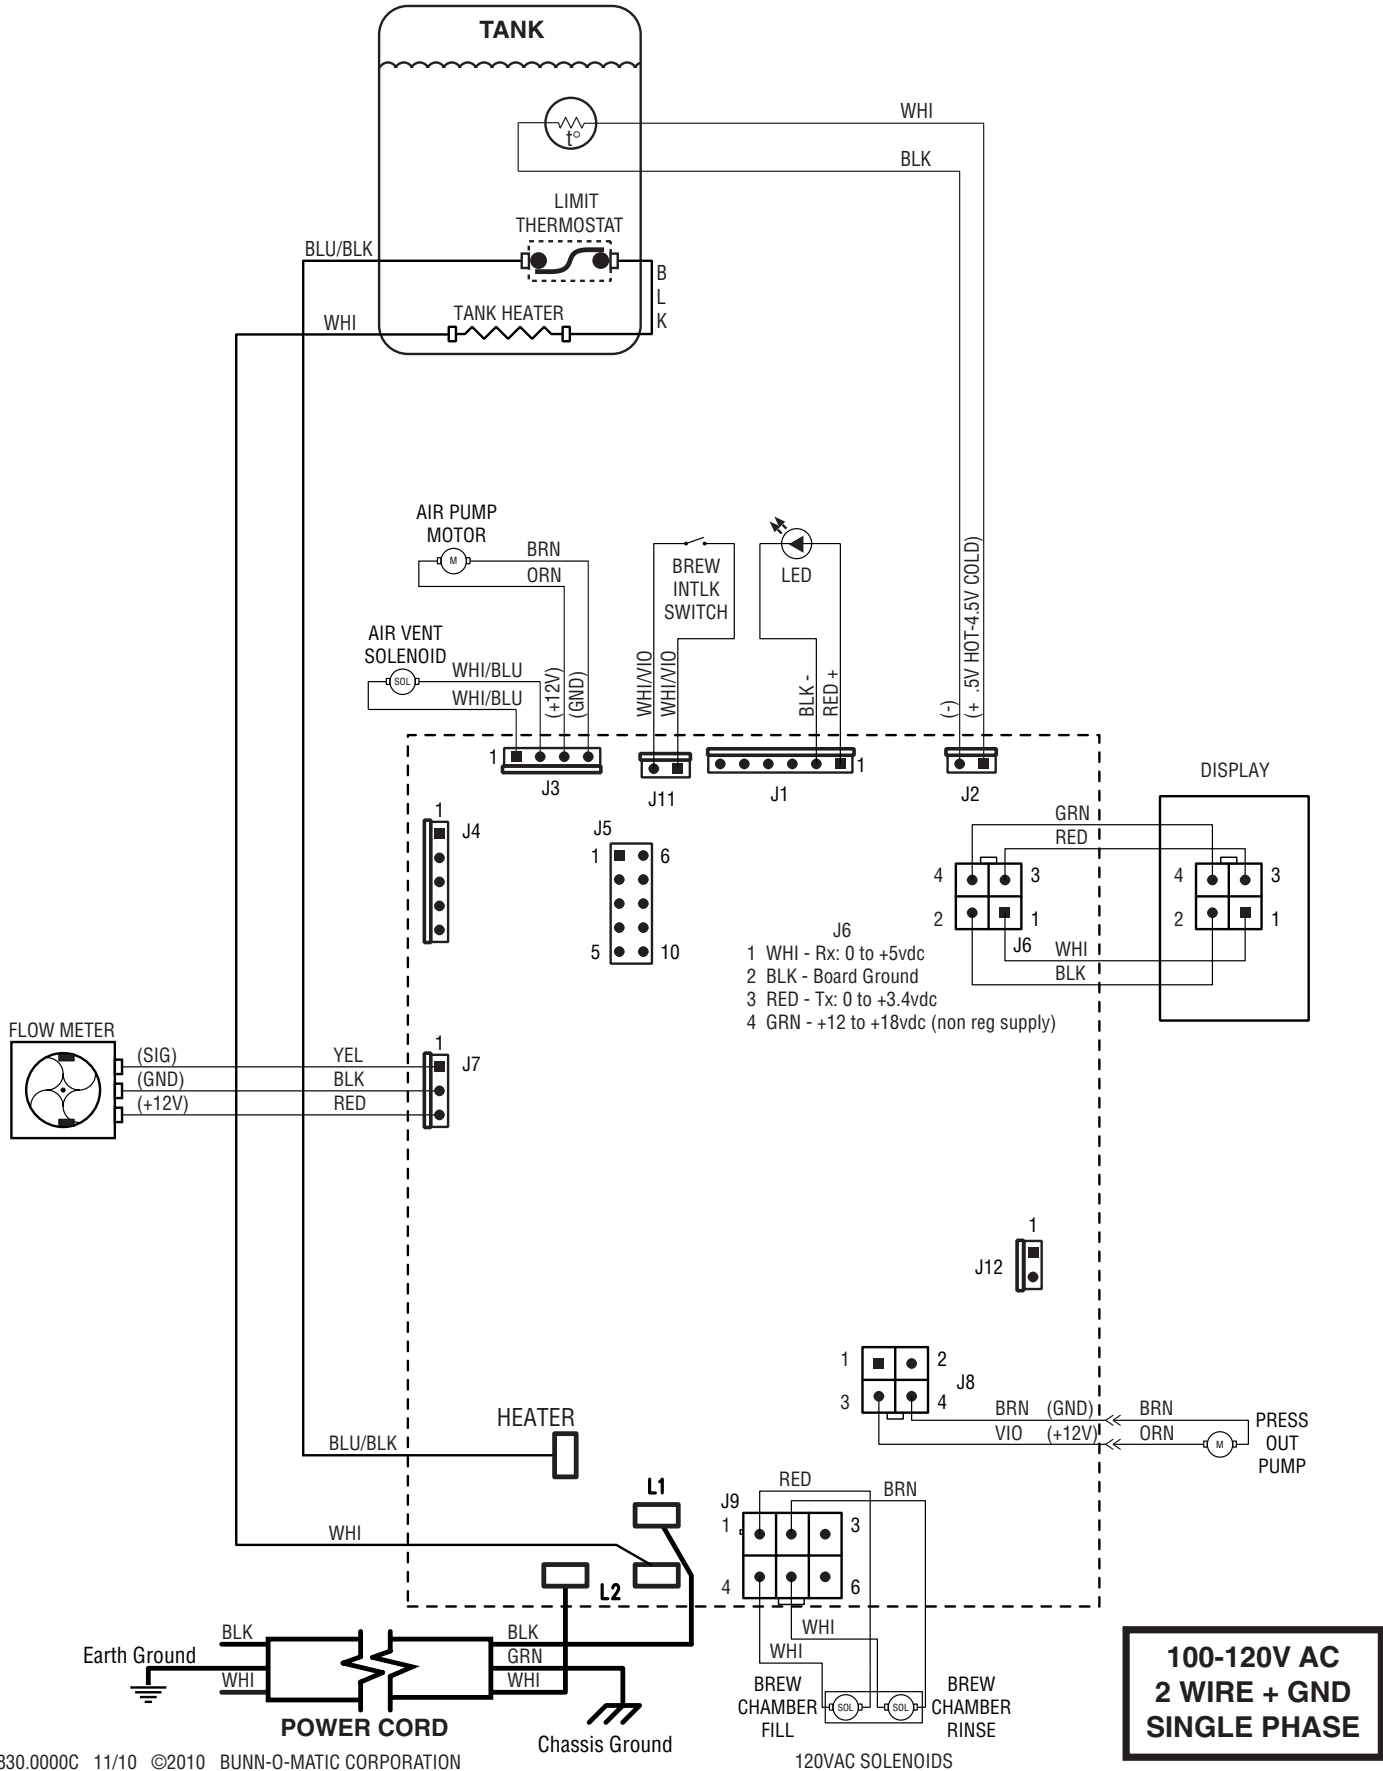 TANK
WHI
t°
BLK
LIMIT
THERMOSTAT
BLU/BLK
B
L
K
TANK HEATER
WHI
AIR PUMP
MOTOR
M
BRN
ORN
BREW
INTLK
SWITCH
LED
AIR VENT
SOLENOID
SOL
WHI/BLU
WHI/BLU
(+12V)
(GND)
WHI/VIO
WHI/VIO
BLK -
RED +
(-)
(+ .5V HOT-4.5V COLD)
1
J3
J11
J1
1
J2
DISPLAY
1
J4
J5
1
6
5
10
GRN
RED
4
3
2
1
J6
WHI
BLK
4
3
2
1
J6
1 WHI - Rx: 0 to +5vdc
2 BLK - Board Ground
3 RED - Tx: 0 to +3.4vdc
4 GRN - +12 to +18vdc (non reg supply)
FLOW METER
(SIG)
YEL
(GND)
BLK
(+12V)
RED
1
J7
1
J12
1
2
J8
3
4
BRN (GND)
BRN
VIO (+12V)
ORN
M
PRESS
OUT
PUMP
HEATER
BLU/BLK
L1
WHI
L2
RED
BRN
J9
1
3
4
6
WHI
WHI
BREW
CHAMBER
FILL
SOL
SOL
BREW
CHAMBER
RINSE
120VAC SOLENOIDS
BLK
Earth Ground
WHI
BLK
GRN
WHI
POWER CORD
Chassis Ground
100-120V AC
2 WIRE + GND
SINGLE PHASE
830.0000C 11/10 ©2010 BUNN-O-MATIC CORPORATION